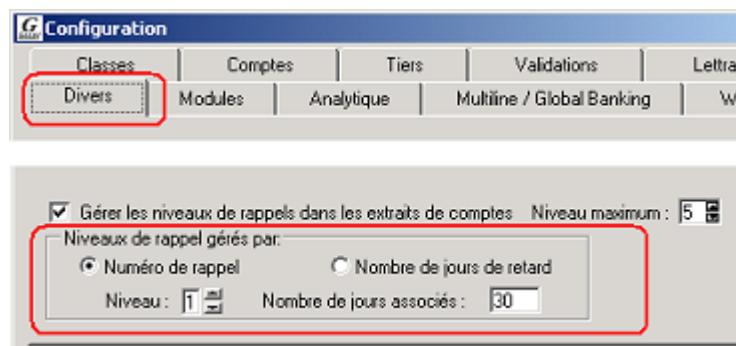 Configuration
Classes Comptes Tiers Validations Lettra
Divers Modules Analytique Multiline / Global Banking W
Gérer les niveaux de rappels dans les extraits de comptes Niveau maximum : 5
Niveaux de rappel gérés par:
Numéro de rappel Nombre de jours de retard
Niveau : 1 Nombre de jours associés : 30